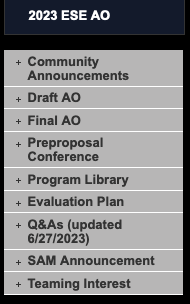 2023 ESE AO
+ Community
Announcements
+ Draft AO
+ Final AO
+ Preproposal
Conference
+ Program Library
+ Evaluation Plan
+ Q&As (updated
6/27/2023)
+ SAM Announcement
+ Teaming Interest